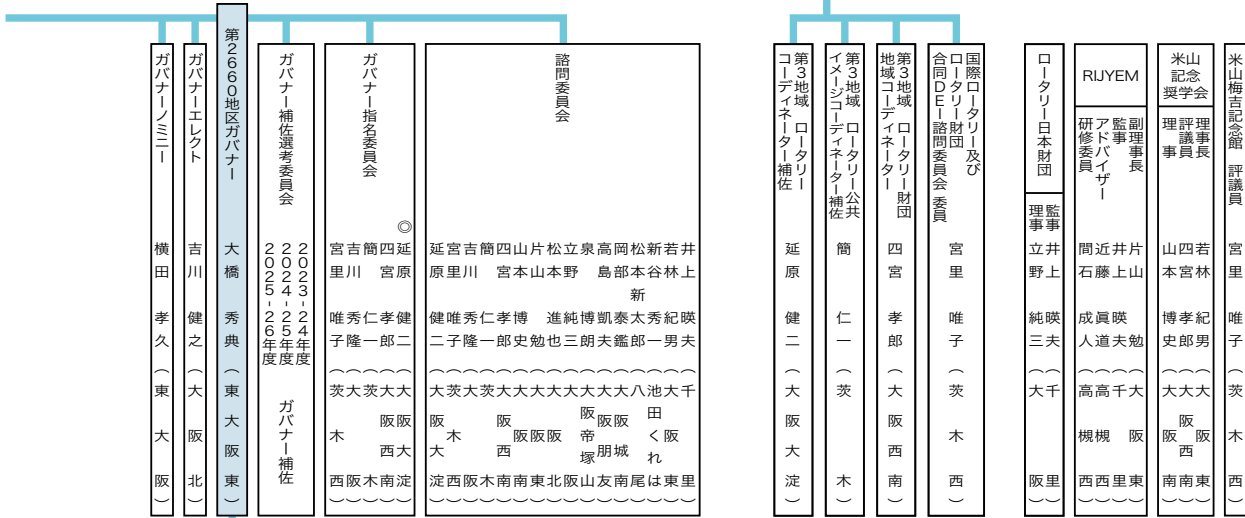 米山梅吉記念館 評議員 宮里 唯子（茨木西）
米山
記念
奨学会
理事長 若林 紀男（大阪東）
評議員 四宮 孝郎（大阪西南）
理事 山本 博史（大阪南）
RIJYEM
副理事長 片山 勉（大阪東）
監事 井上 暎夫（千里）
アドバイザー 近藤 眞道（高槻西）
研修委員 間石 成人（高槻西）
ロータリー日本財団
監事 井上 暎夫（千里）
理事 立野 純三（大阪）
国際ロータリー及び
ロータリー財団
合同DEI諮問委員会 委員
宮里 唯子（茨木西）
第3地域 ロータリー財団
地域コーディネーター
四宮 孝郎（大阪西南）
第3地域 ロータリー公共
イメージコーディネーター補佐
簡 仁一（茨木）
第3地域 ロータリー
コーディネーター補佐
延原 健二（大阪大淀）
諮問委員会
井上 暎夫（千里）
若林 紀男（大阪東）
新谷 秀一（池田くれは）
松本 新太郎（八尾）
岡部 泰鑑（大阪城南）
高島 凱夫（大阪朋友）
泉 博朗（大阪帝塚山）
立野 純三（大阪）
松本 進也（大阪北）
片山 勉（大阪東）
山本 博史（大阪南）
四宮 孝郎（大阪西南）
簡 仁一（茨木）
吉川 秀隆（大阪）
宮里 唯子（茨木西）
延原 健二（大阪大淀）
ガバナー指名委員会
◎延原 健二（大阪大淀）
四宮 孝郎（大阪西南）
簡 仁一（茨木）
吉川 秀隆（大阪）
宮里 唯子（茨木西）
ガバナー補佐選考委員会
2023-24年度
2024-25年度
2025-26年度
ガバナー補佐
第2660地区ガバナー 大橋 秀典（東大阪東）
ガバナーエレクト 吉川 健之（大阪北）
ガバナーノミニー 横田 孝久（東大阪）